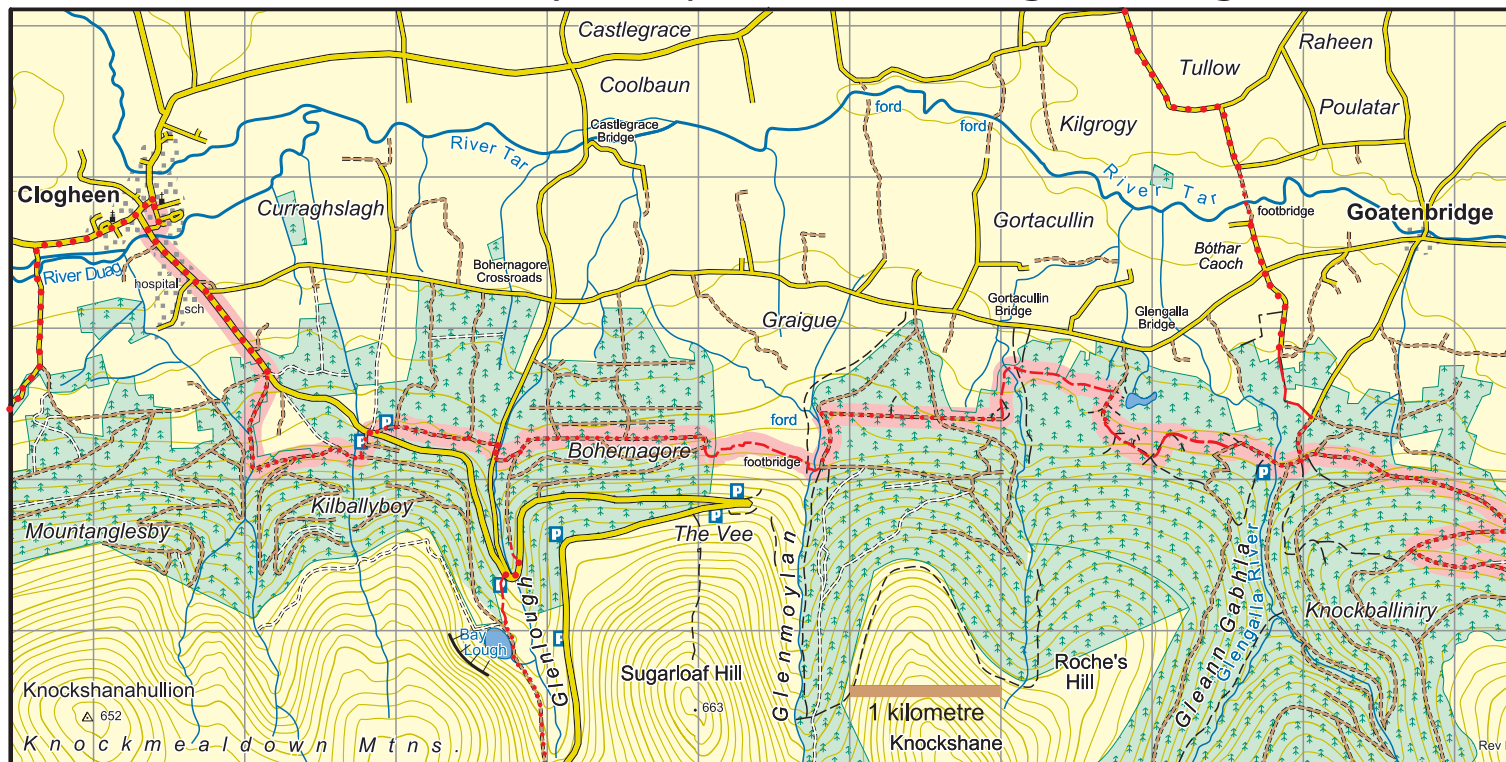 Castlegrace
Raheen
Tullow
Coolbaun
Poulatar
ford
ford
Kilgrogy
Castlegrace
Bridge
River Tar
River Tar
Clogheen
Curraghslagh
Gortacullin
footbridge
Goatenbridge
Bóthar
Caoch
River Duag
hospital
sch
Bohernagore
Crossroads
Gortacullin
Bridge
Glengalla
Bridge
Graigue
ford
Bohernagore
footbridge
P
P
P
Kilballyboy
Mountanglesby
P
P
The Vee
P
P
P
Glenlough
Glenmoylan
Gleann Gabhla
Glengalla River
Knockballiniry
Bay
Lough
Sugarloaf Hill
Roche's
Hill
Knockshanahullion
652
663
1 kilometre
Knockshane
Knockmealdown Mtns.
Rev